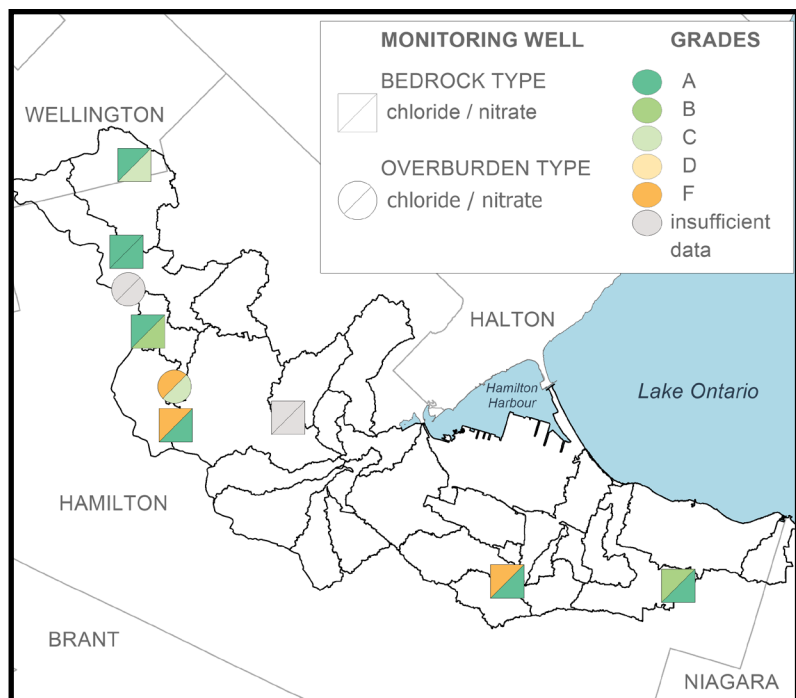 MONITORING WELL
BEDROCK TYPE
chloride / nitrate
OVERBURDEN TYPE
chloride / nitrate
GRADES
A
B
C
D
F
insufficient
data
WELLINGTON
HALTON
Hamilton
Harbour
Lake Ontario
HAMILTON
BRANT
NIAGARA